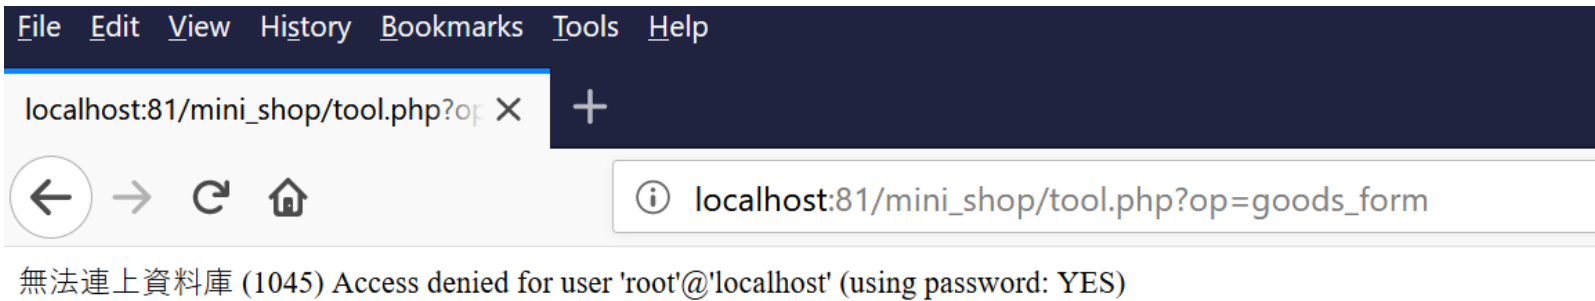 File Edit View History Bookmarks Tools Help
localhost:81/mini_shop/tool.php?op
localhost:81/mini_shop/tool.php?op=goods_form
無法連上資料庫 (1045) Access denied for user 'root'@'localhost' (using password: YES)